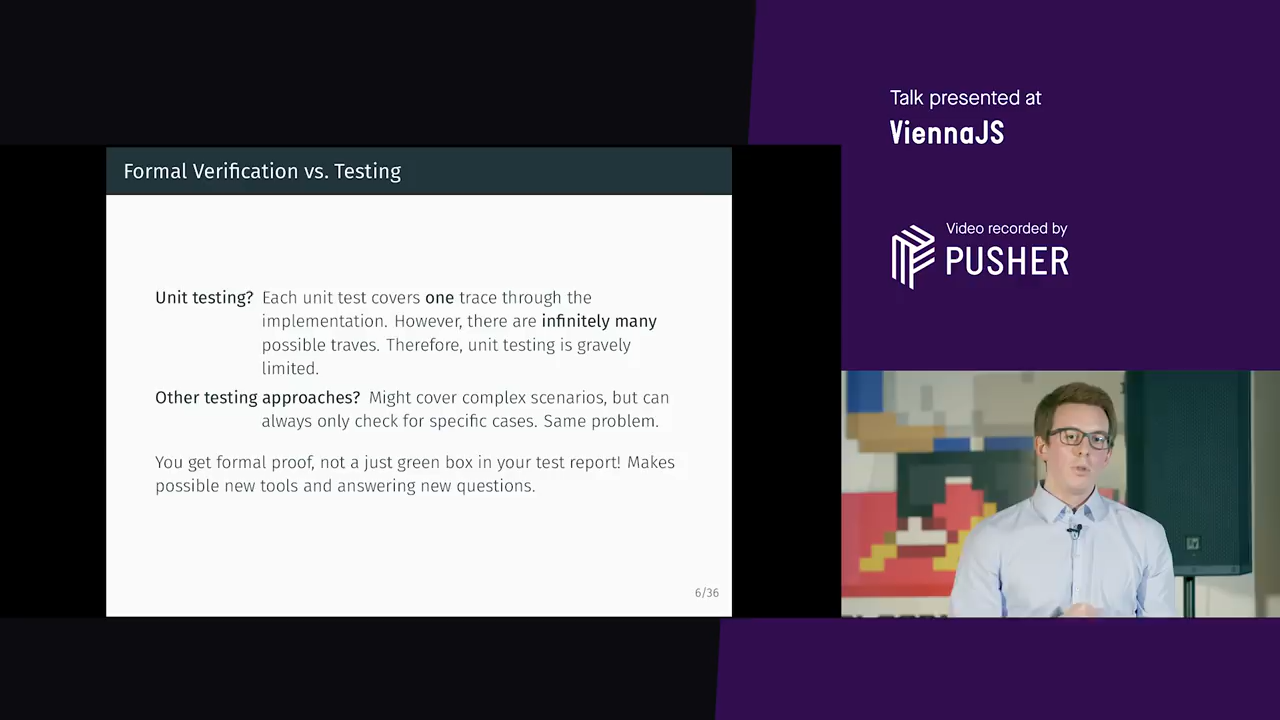 Talk presented at
ViennaJS
Video recorded by
PUSHER
Formal Verification vs. Testing
Unit testing? Each unit test covers one trace through the
implementation. However, there are infinitely many
possible traves. Therefore, unit testing is gravely
limited.
Other testing approaches? Might cover complex scenarios, but can
always only check for specific cases. Same problem.
You get formal proof, not a just green box in your test report! Makes
possible new tools and answering new questions.
6/36